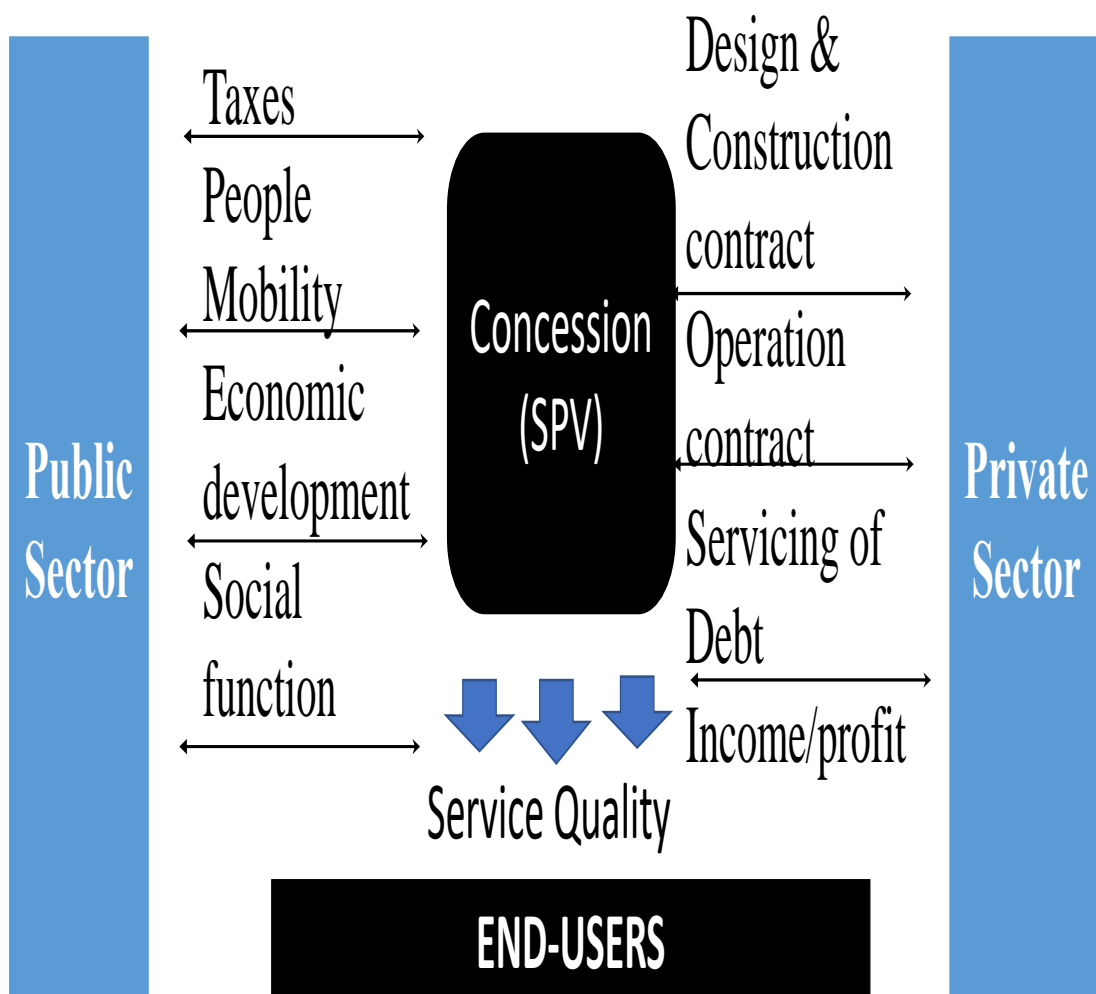 Public
Sector
Taxes
People
Mobility
Economic
development
Social
function
Concession
(SPV)
Design &
Construction
contract
Operation
contract
Servicing of
Debt
Income/profit
Private
Sector
Service Quality
END-USERS